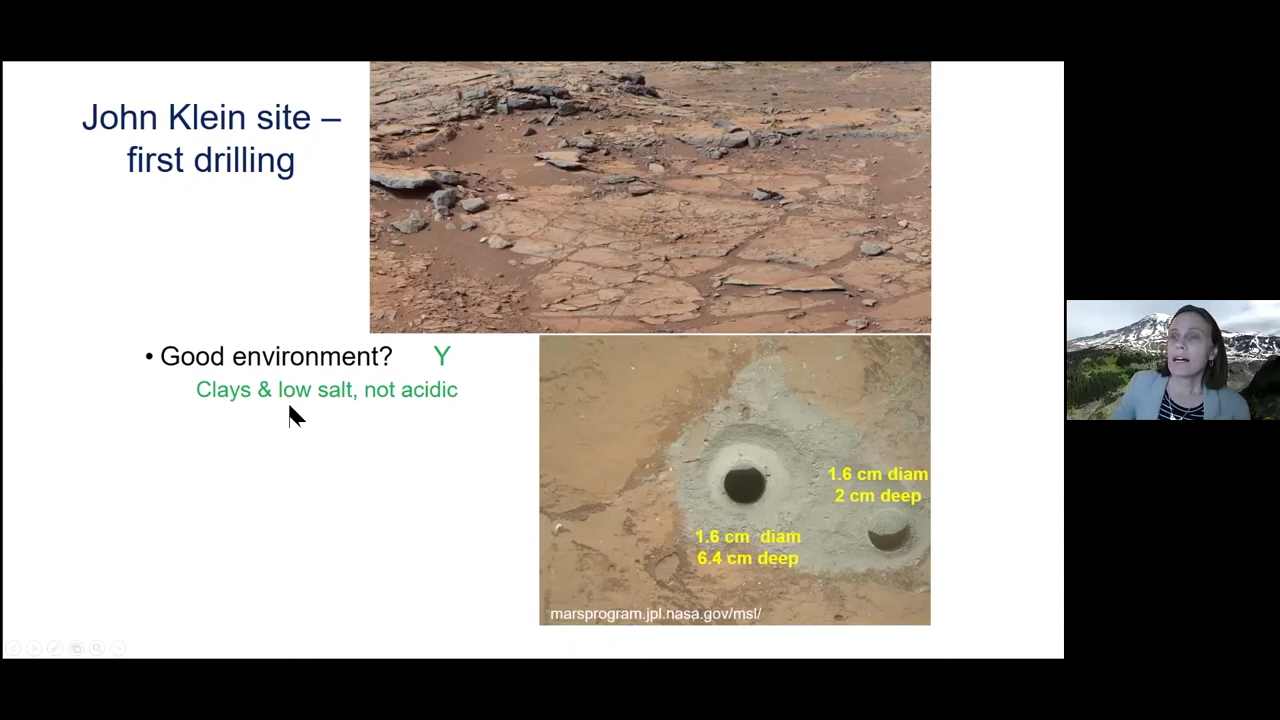 John Klein site –
first drilling
• Good environment? Y
Clays & low salt, not acidic
1.6 cm diam
2 cm deep
1.6 cm diam
6.4 cm deep
marsprogram.jpl.nasa.gov/msl/